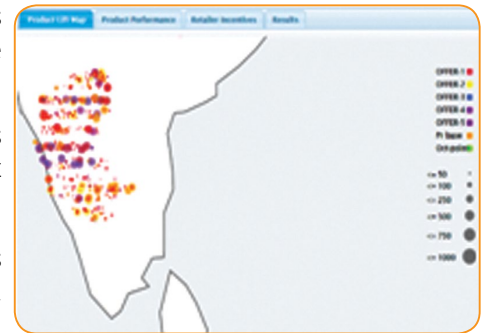 Product Lift Map Product Performance Retailer Incentives Results
OFFER-1
OFFER-2
OFFER-3
OFFER-4
OFFER-5
<= 50
<= 100
<= 250
<= 500
<= 750
<= 1000